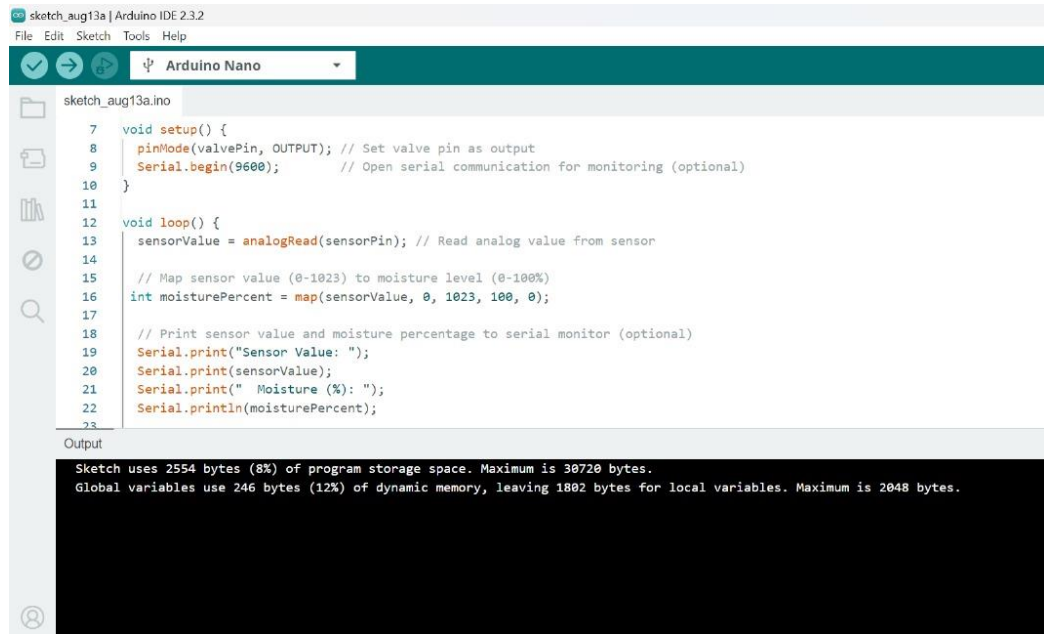 sketch_aug13a | Arduino IDE 2.3.2
File Edit Sketch Tools Help
Arduino Nano
sketch_aug13a.ino
7 void setup() {
8 pinMode(valvePin, OUTPUT); // Set valve pin as output
9 Serial.begin(9600); // Open serial communication for monitoring (optional)
10 }
11
12 void loop() {
13 sensorValue = analogRead(sensorPin); // Read analog value from sensor
14
15 // Map sensor value (0-1023) to moisture level (0-100%)
16 int moisturePercent = map(sensorValue, 0, 1023, 100, 0);
17
18 // Print sensor value and moisture percentage to serial monitor (optional)
19 Serial.print("Sensor Value: ");
20 Serial.print(sensorValue);
21 Serial.print("  Moisture (%): ");
22 Serial.println(moisturePercent);
23
Output
Sketch uses 2554 bytes (8%) of program storage space. Maximum is 30720 bytes.
Global variables use 246 bytes (12%) of dynamic memory, leaving 1802 bytes for local variables. Maximum is 2048 bytes.